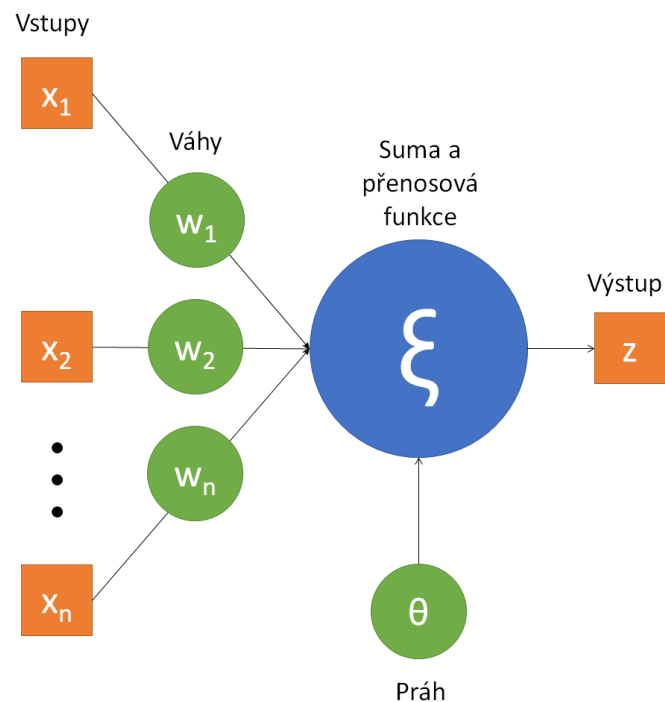 Vstupy
x1
Váhy
w1
Suma a
přenosová
funkce
Výstup
x2
w2
ξ
z
wn
xn
θ
Práh